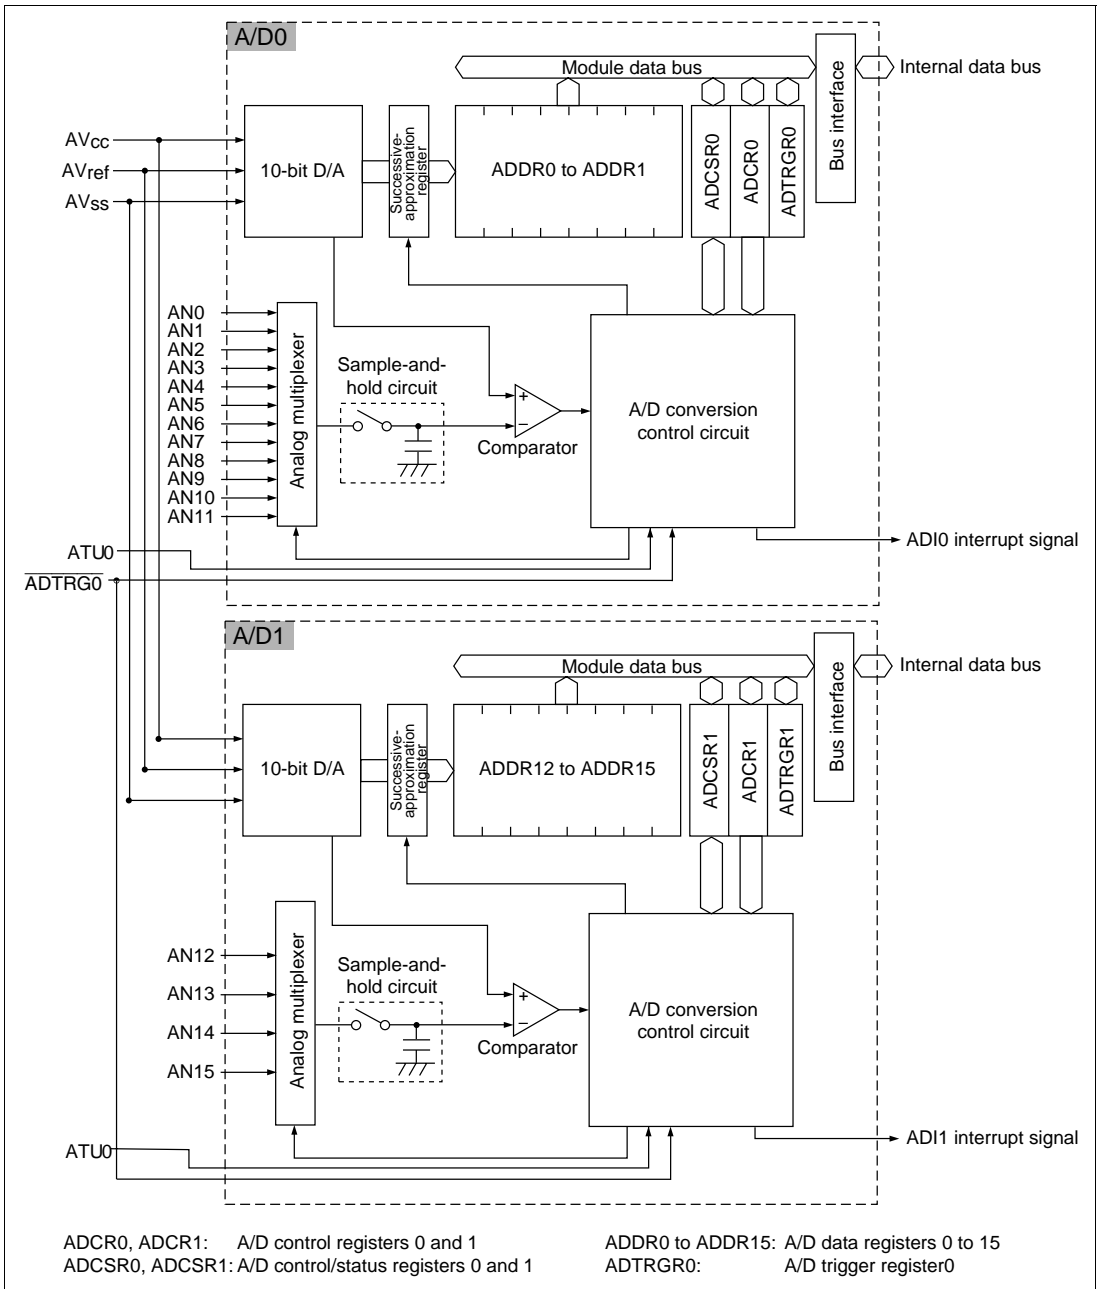 A/D0
Module data bus
Internal data bus
Bus interface
AVcc
AVref
AVss
10-bit D/A
Successive-
approximation
register
ADDR0 to ADDR1
ADCSR0
ADCR0
ADTRGR0
AN0
AN1
AN2
AN3
AN4
AN5
AN6
AN7
AN8
AN9
AN10
AN11
Analog multiplexer
Sample-and-
hold circuit
+
−
Comparator
A/D conversion
control circuit
ADI0 interrupt signal
ATU0
ADTRG0
A/D1
Module data bus
Internal data bus
Bus interface
10-bit D/A
Successive-
approximation
register
ADDR12 to ADDR15
ADCSR1
ADCR1
ADTRGR1
AN12
AN13
AN14
AN15
Analog multiplexer
Sample-and-
hold circuit
+
−
Comparator
A/D conversion
control circuit
ADI1 interrupt signal
ATU0
ADCR0, ADCR1: A/D control registers 0 and 1
ADCSR0, ADCSR1: A/D control/status registers 0 and 1
ADDR0 to ADDR15: A/D data registers 0 to 15
ADTRGR0: A/D trigger register0